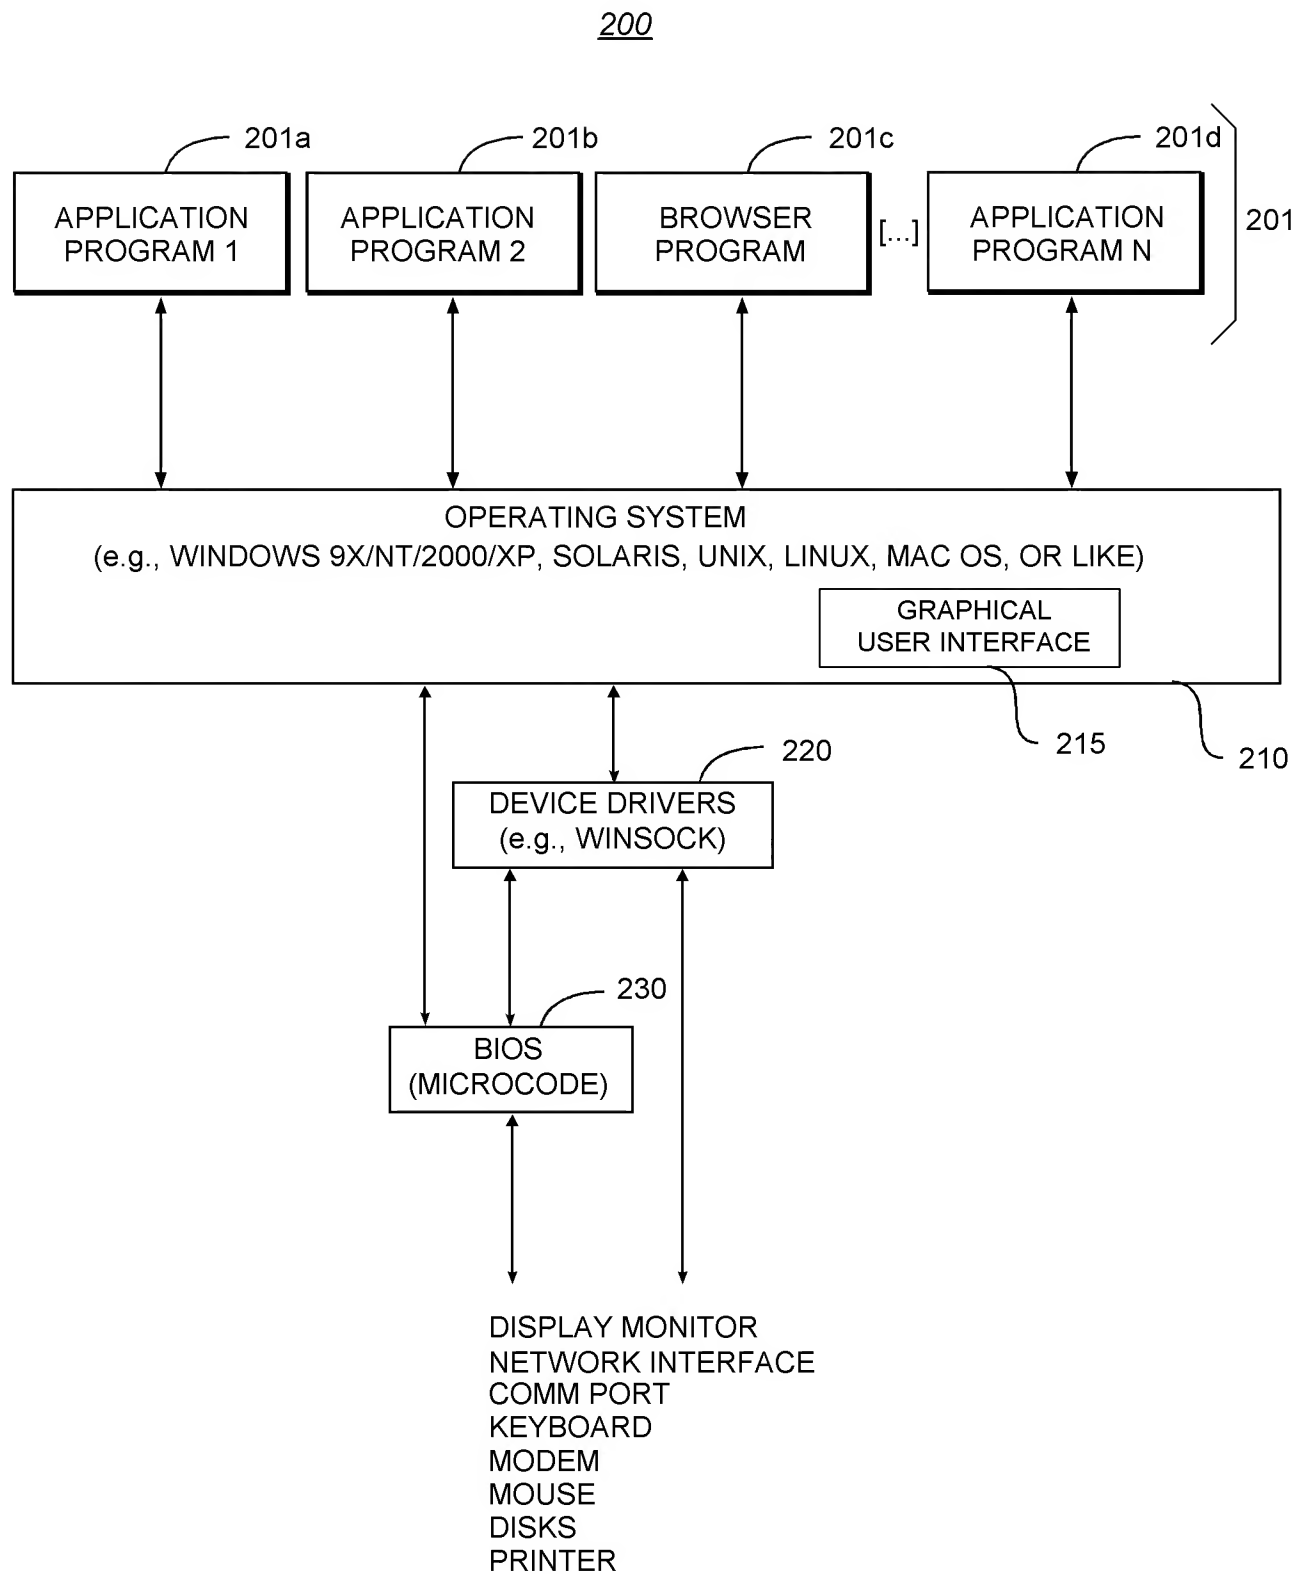 200
201a
201b
201c
201d
APPLICATION
PROGRAM 1
APPLICATION
PROGRAM 2
BROWSER
PROGRAM
[...]
APPLICATION
PROGRAM N
201
OPERATING SYSTEM
(e.g., WINDOWS 9X/NT/2000/XP, SOLARIS, UNIX, LINUX, MAC OS, OR LIKE)
GRAPHICAL
USER INTERFACE
215
210
220
DEVICE DRIVERS
(e.g., WINSOCK)
230
BIOS
(MICROCODE)
DISPLAY MONITOR
NETWORK INTERFACE
COMM PORT
KEYBOARD
MODEM
MOUSE
DISKS
PRINTER